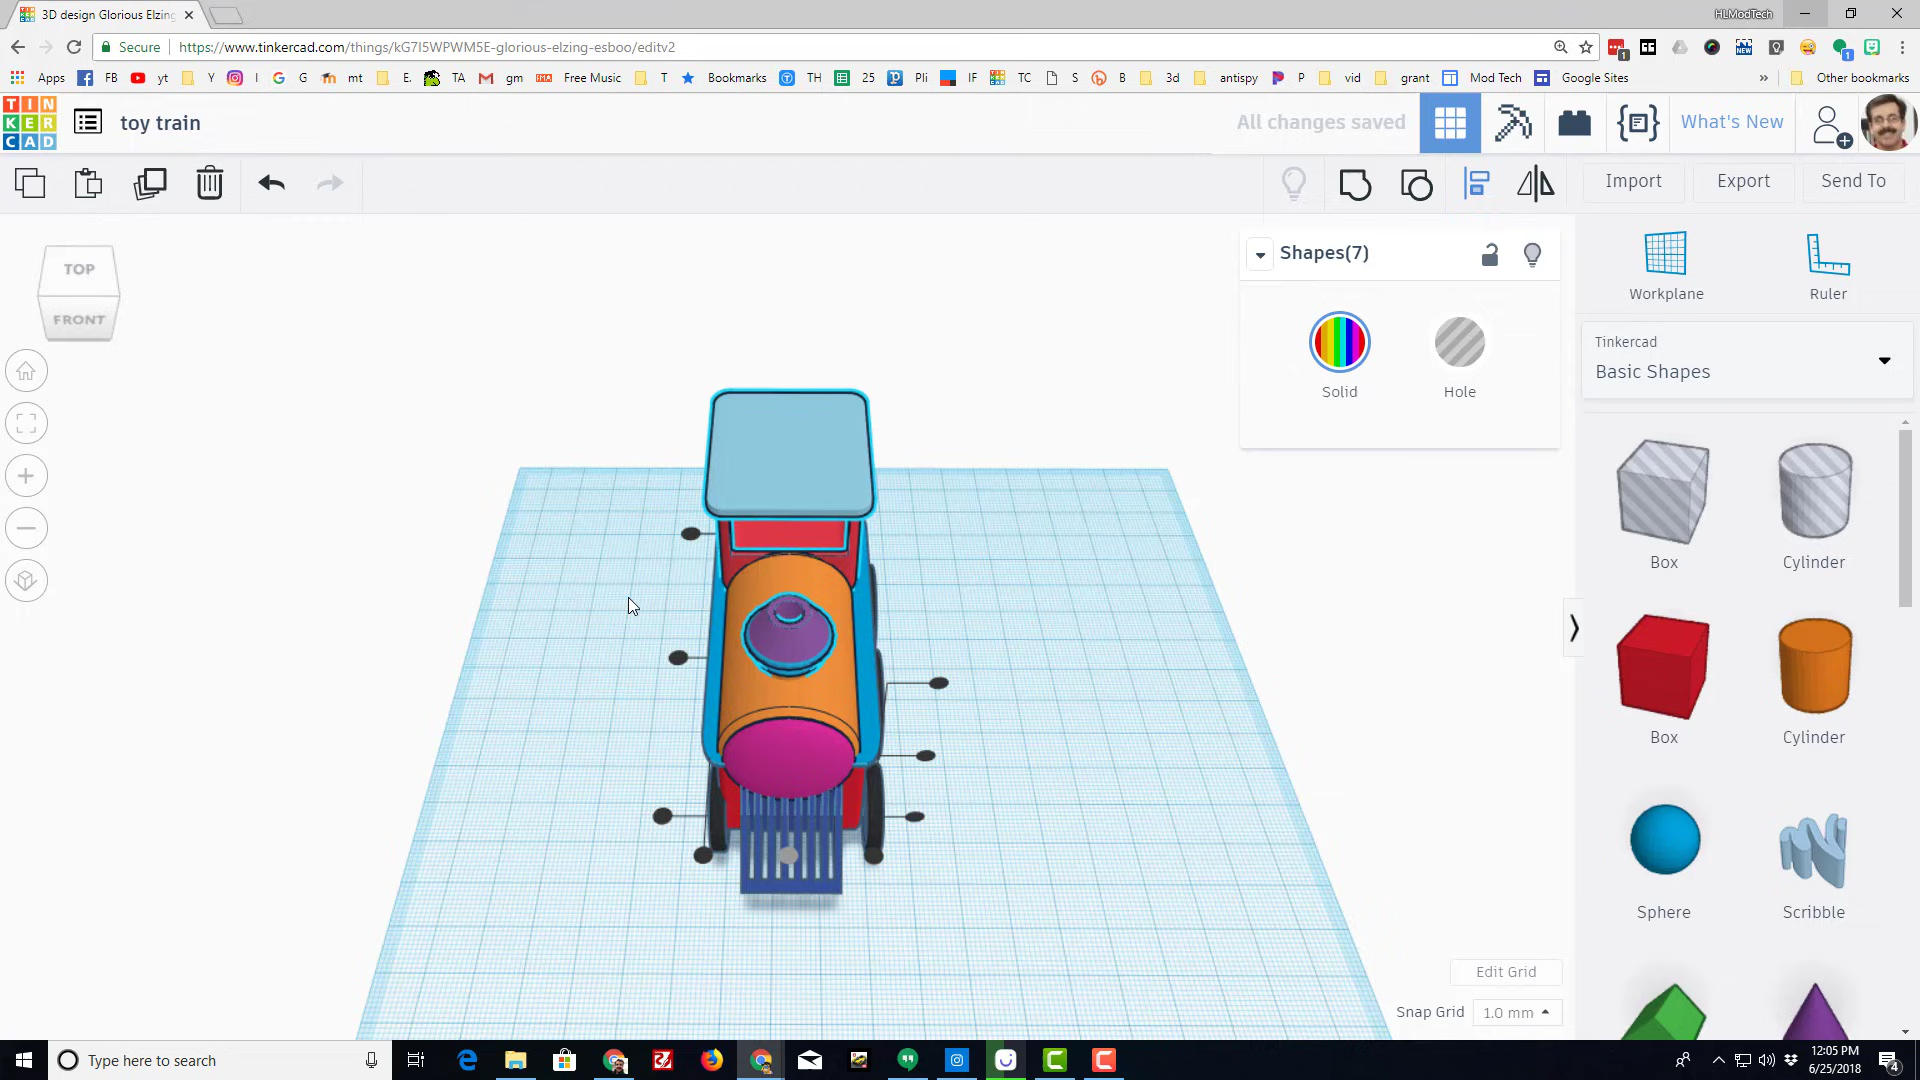 3D design Glorious Elzing
HLModTech
Secure
https://www.tinkercad.com/things/kG7I5WPWM5E-glorious-elzing-esboo/editv2
Apps FB yt Y I G G mt E. TA gm Free Music T Bookmarks TH 25 Pli IF TC S B 3d antispy P vid grant Mod Tech Google Sites » Other bookmarks
TIN
KER
CAD
toy train
All changes saved
What's New
Import
Export
Send To
TOP
FRONT
Shapes(7)
Solid
Hole
Workplane
Ruler
Tinkercad
Basic Shapes
Box
Cylinder
Box
Cylinder
Sphere
Scribble
Edit Grid
Snap Grid
1.0 mm
Type here to search
12:05 PM
6/25/2018
4